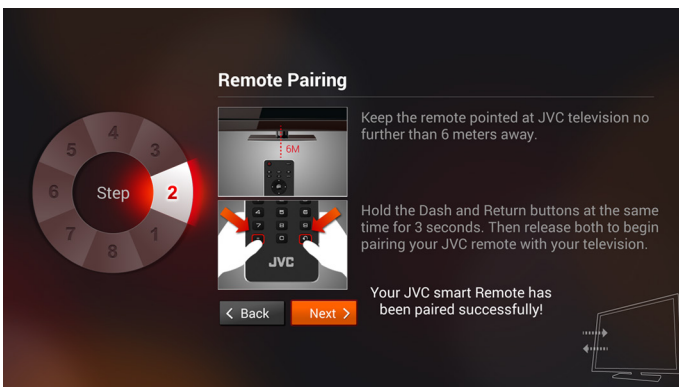 Remote Pairing
Keep the remote pointed at JVC television no
further than 6 meters away.
6M
4
3
5
6
Step
2
7
1
8
Hold the Dash and Return buttons at the same
time for 3 seconds. Then release both to begin
pairing your JVC remote with your television.
JVC
Your JVC smart Remote has
been paired successfully!
Back
Next